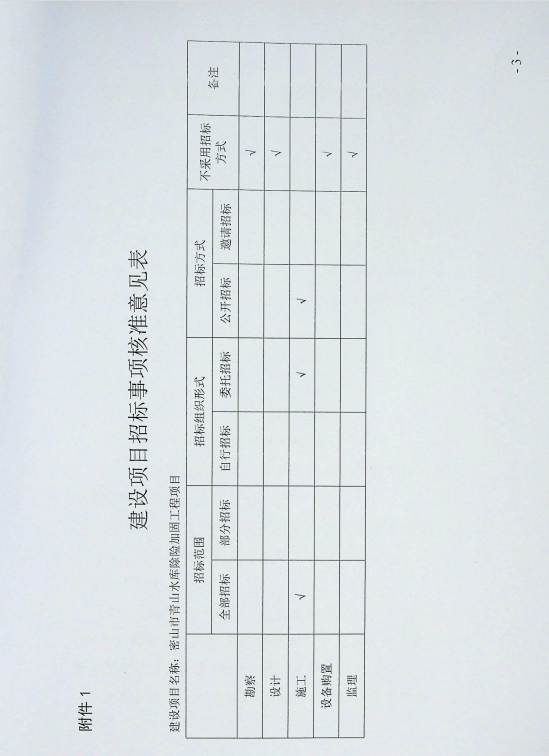 附件 1
建设项目招标事项核准意见表
建设项目名称：密山市青山水库除险加固工程项目
招标范围 招标组织形式 招标方式 不采用招标方式 备注
全部招标 部分招标 自行招标 委托招标 公开招标 邀请招标
勘察 √
设计 √
施工 √ √ √
设备购置 √
监理 √
- 3 -